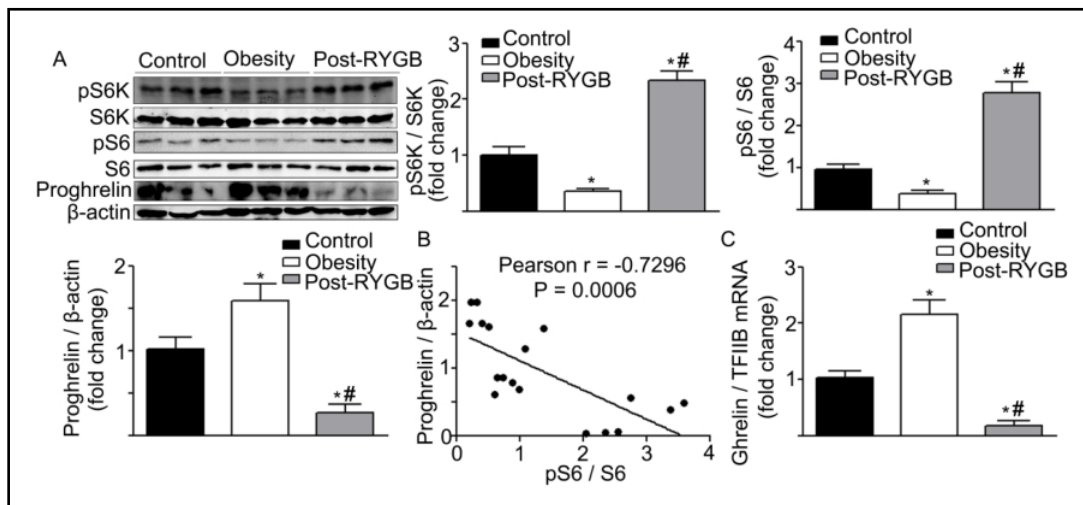 A
Control Obesity Post-RYGB
pS6K
S6K
pS6
S6
Proghrelin
β-actin
pS6K / S6K
(fold change)
3
2
1
Control
Obesity
Post-RYGB
*
*#
pS6 / S6
(fold change)
4
3
2
1
Control
Obesity
Post-RYGB
*
*#
Proghrelin / β-actin
(fold change)
2
1
Control
Obesity
Post-RYGB
*
*#
B
Pearson r = -0.7296
P = 0.0006
Proghrelin / β-actin
2
1
0
0 1 2 3 4
pS6 / S6
C
Ghrelin / TFIIB mRNA
(fold change)
3
2
1
Control
Obesity
Post-RYGB
*
*#